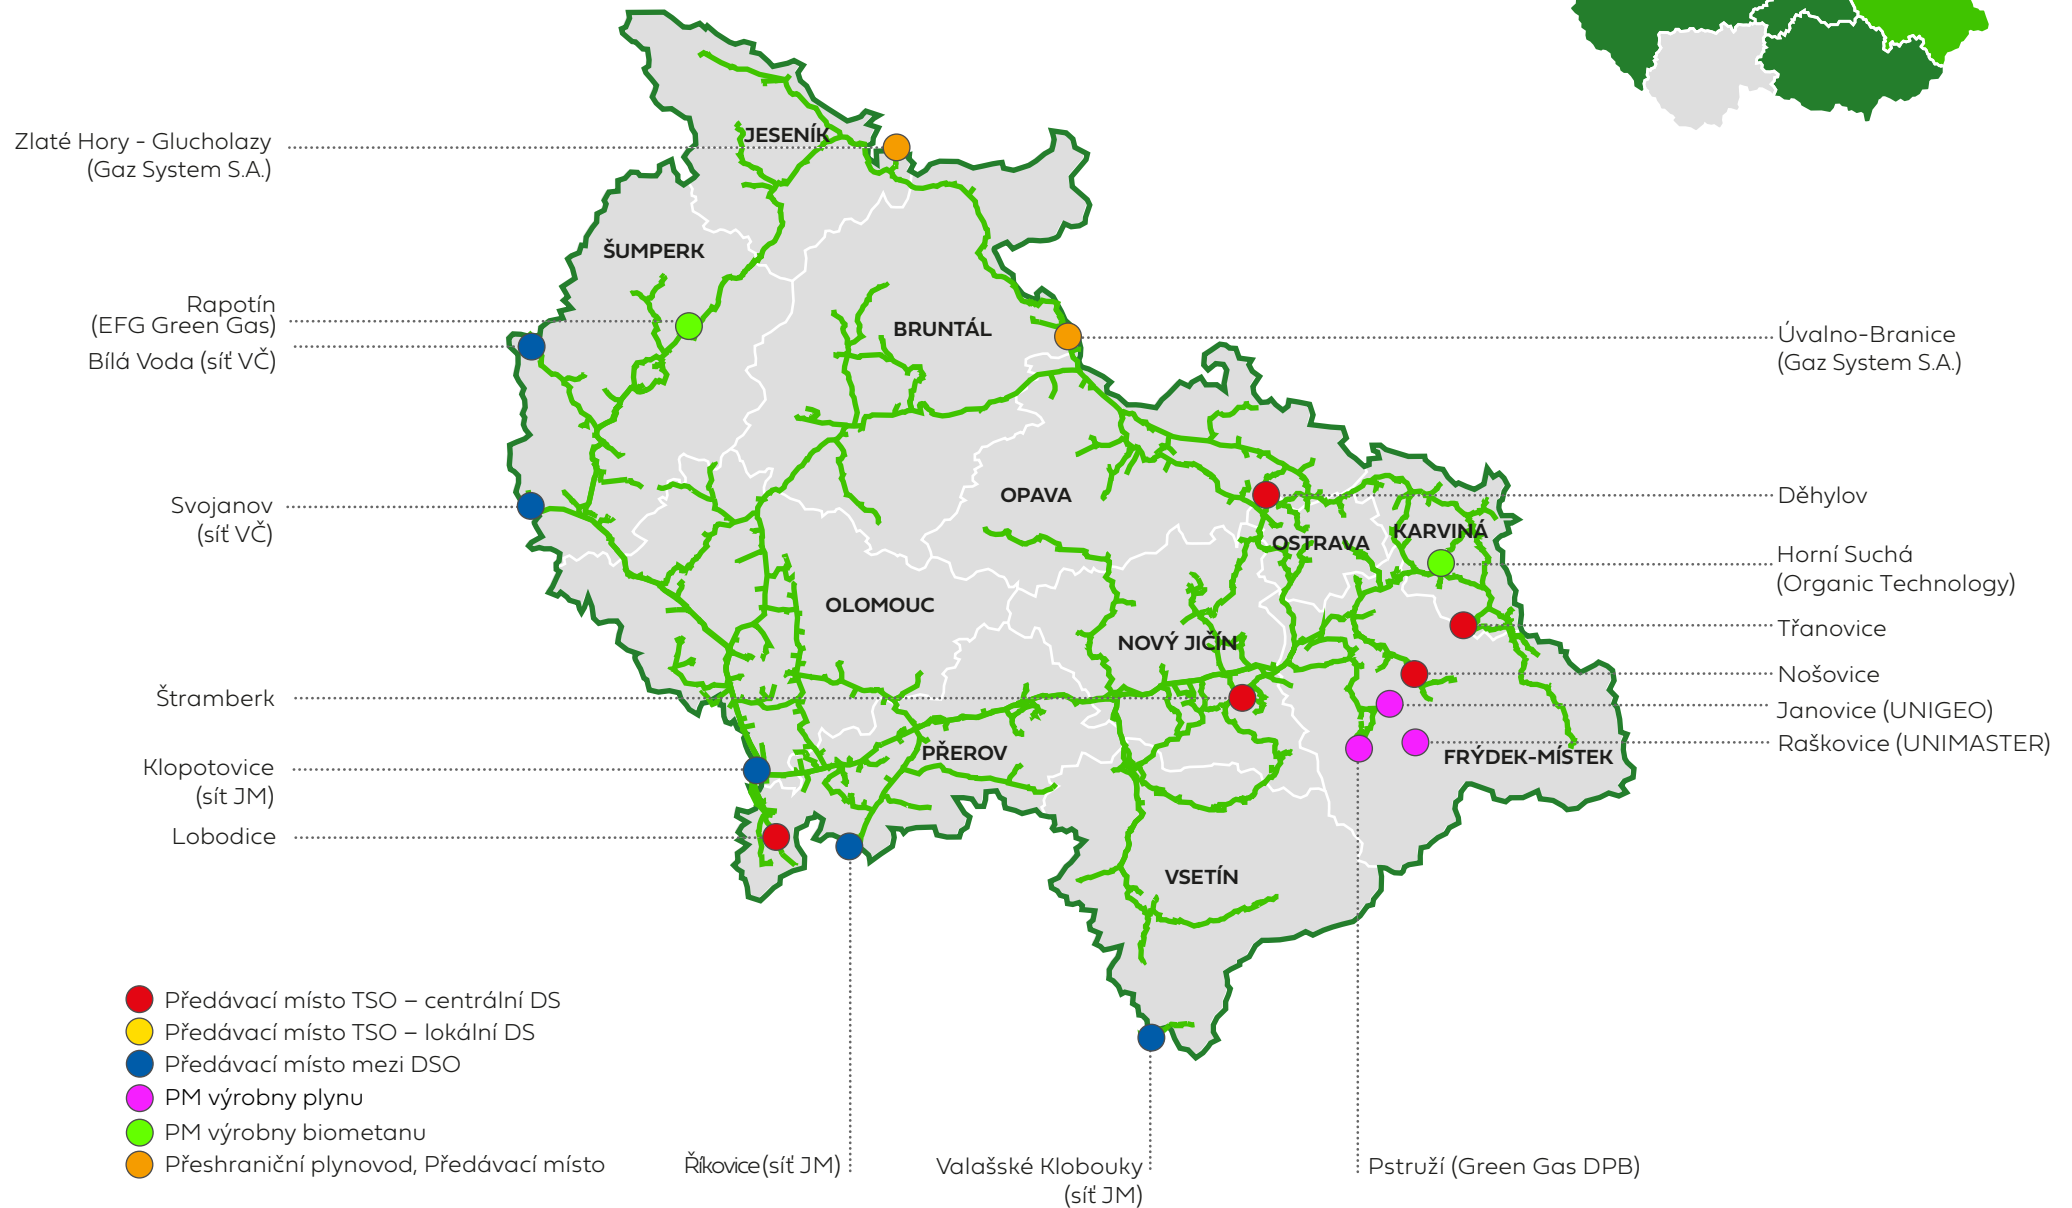 JESENÍK
Zlaté Hory - Glucholazy
(Gaz System S.A.)
ŠUMPERK
Rapotín
(EFG Green Gas)
Bílá Voda (síť VČ)
BRUNTÁL
Úvalno-Branice
(Gaz System S.A.)
Svojanov
(síť VČ)
OPAVA
Děhylov
KARVINÁ
OSTRAVA
Horní Suchá
(Organic Technology)
OLOMOUC
Třanovice
NOVÝ JIČÍN
Nošovice
Štramberk
Janovice (UNIGEO)
Raškovice (UNIMASTER)
PŘEROV
FRÝDEK-MÍSTEK
Klopotovice
(sít JM)
Lobodice
VSETÍN
Předávací místo TSO – centrální DS
Předávací místo TSO – lokální DS
Předávací místo mezi DSO
PM výrobny plynu
PM výrobny biometanu
Přeshraniční plynovod, Předávací místo
Říkovice(síť JM)
Valašské Klobouky
(síť JM)
Pstruží (Green Gas DPB)